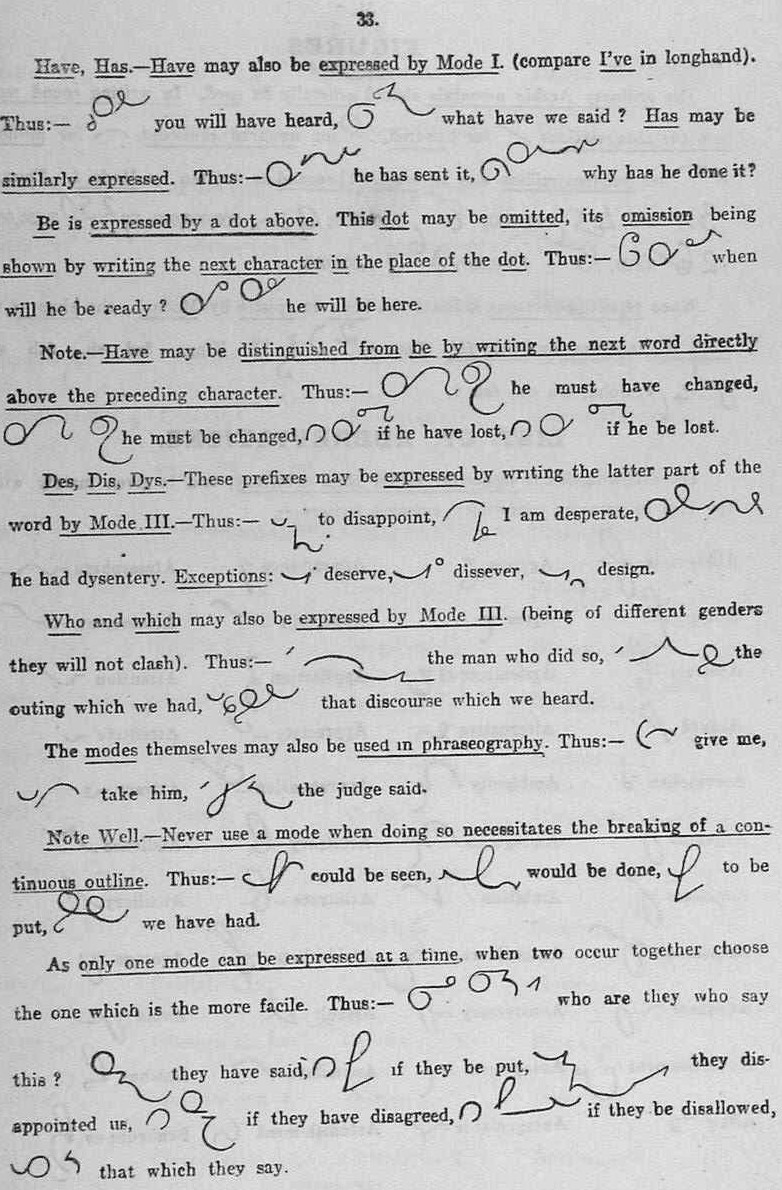 33.
Have, Has.—Have may also be expressed by Mode I. (compare I've in longhand).
Thus:— you will have heard, what have we said ? Has may be
similarly expressed. Thus:— he has sent it, why has he done it?
Be is expressed by a dot above. This dot may be omitted, its omission being
shown by writing the next character in the place of the dot. Thus:— when
will he be ready ? he will be here.
Note.—Have may be distinguished from be by writing the next word directly
above the preceding character. Thus:— he must have changed,
he must be changed, if he have lost, if he be lost.
Des, Dis, Dys.—These prefixes may be expressed by writing the latter part of the
word by Mode III.—Thus:— to disappoint, I am desperate,
he had dysentery. Exceptions: deserve, dissever, design.
Who and which may also be expressed by Mode III. (being of different genders
they will not clash). Thus:— the man who did so, the
outing which we had, that discourse which we heard.
The modes themselves may also be used in phraseography. Thus:— give me,
take him, the judge said.
Note Well.—Never use a mode when doing so necessitates the breaking of a con-
tinuous outline. Thus:— could be seen, would be done, to be
put, we have had.
As only one mode can be expressed at a time, when two occur together choose
the one which is the more facile. Thus:— who are they who say
this ? they have said, if they be put, they dis-
appointed us, if they have disagreed, if they be disallowed,
that which they say.